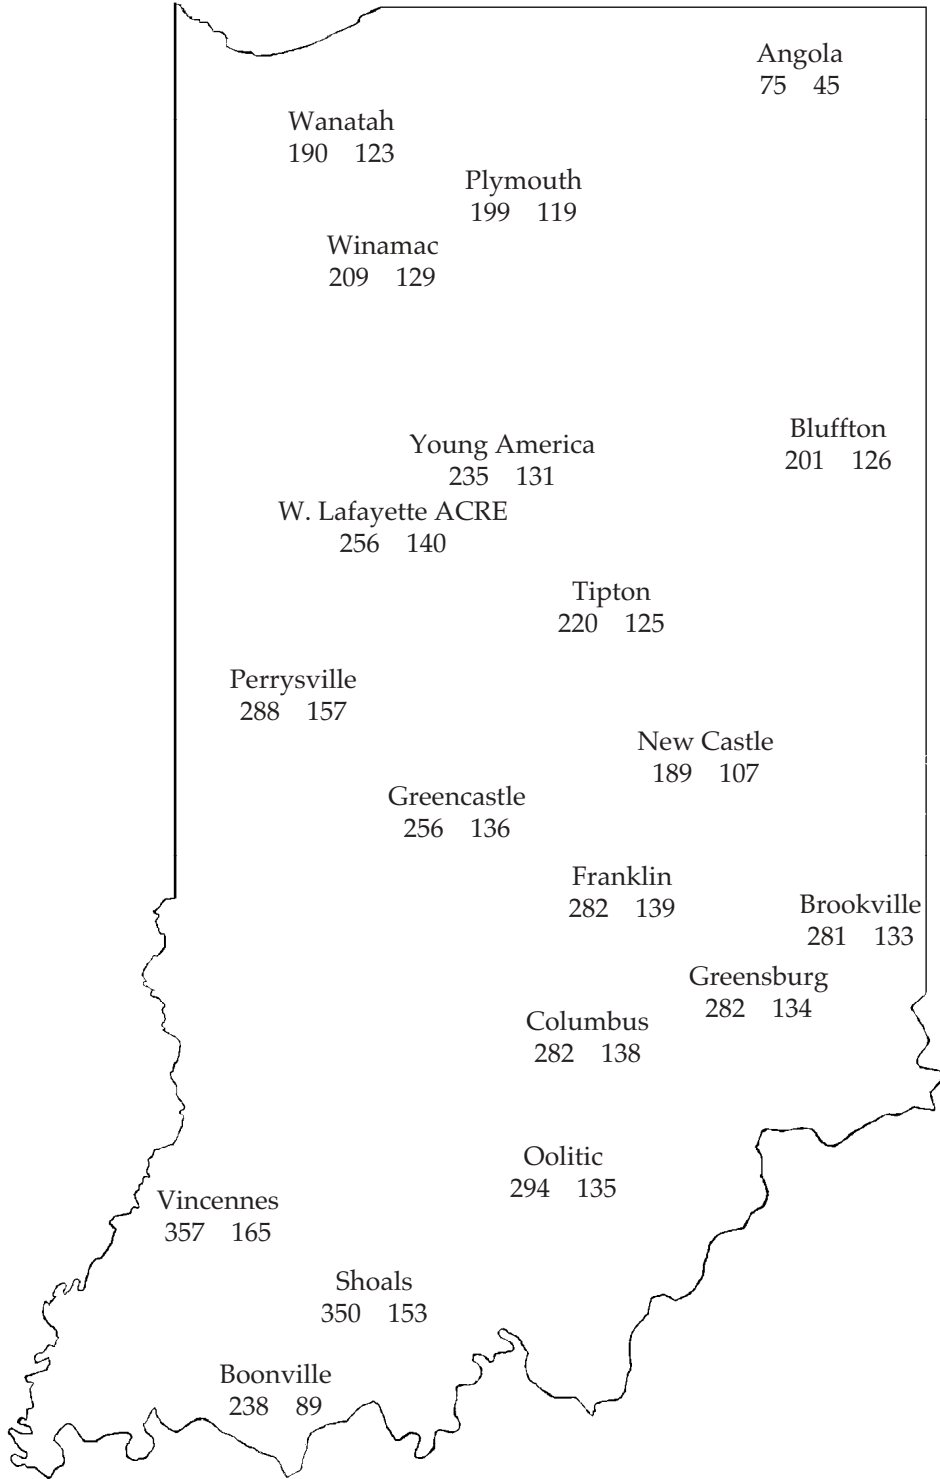 Angola
75 45
Wanatah
190 123
Plymouth
199 119
Winamac
209 129
Bluffton
201 126
Young America
235 131
W. Lafayette ACRE
256 140
Tipton
220 125
Perrysville
288 157
New Castle
189 107
Greencastle
256 136
Franklin
282 139
Brookville
281 133
Greensburg
282 134
Columbus
282 138
Oolitic
294 135
Vincennes
357 165
Shoals
350 153
Boonville
238 89